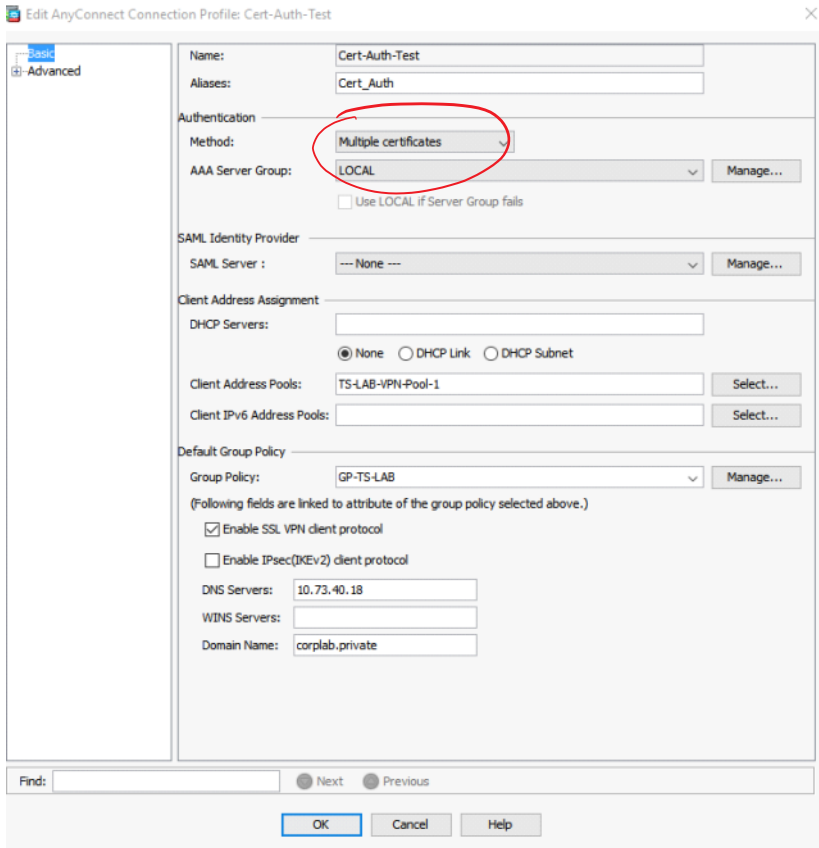 Edit AnyConnect Connection Profile: Cert-Auth-Test
Basic
Advanced
Name: Cert-Auth-Test
Aliases: Cert_Auth
Authentication
Method: Multiple certificates
AAA Server Group: LOCAL Manage...
Use LOCAL if Server Group fails
SAML Identity Provider
SAML Server : --- None --- Manage...
Client Address Assignment
DHCP Servers:
None DHCP Link DHCP Subnet
Client Address Pools: TS-LAB-VPN-Pool-1 Select...
Client IPv6 Address Pools: Select...
Default Group Policy
Group Policy: GP-TS-LAB Manage...
(Following fields are linked to attribute of the group policy selected above.)
Enable SSL VPN client protocol
Enable IPsec(IKEv2) client protocol
DNS Servers: 10.73.40.18
WINS Servers:
Domain Name: corplab.private
Find: Next Previous
OK Cancel Help